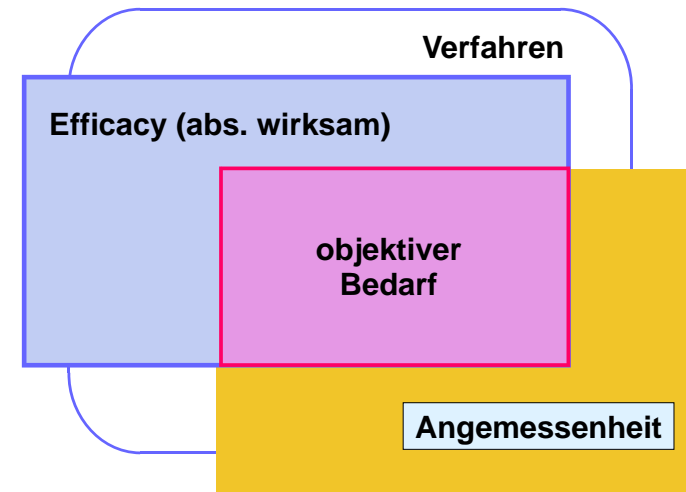 Verfahren
Efficacy (abs. wirksam)
objektiver
Bedarf
Angemessenheit